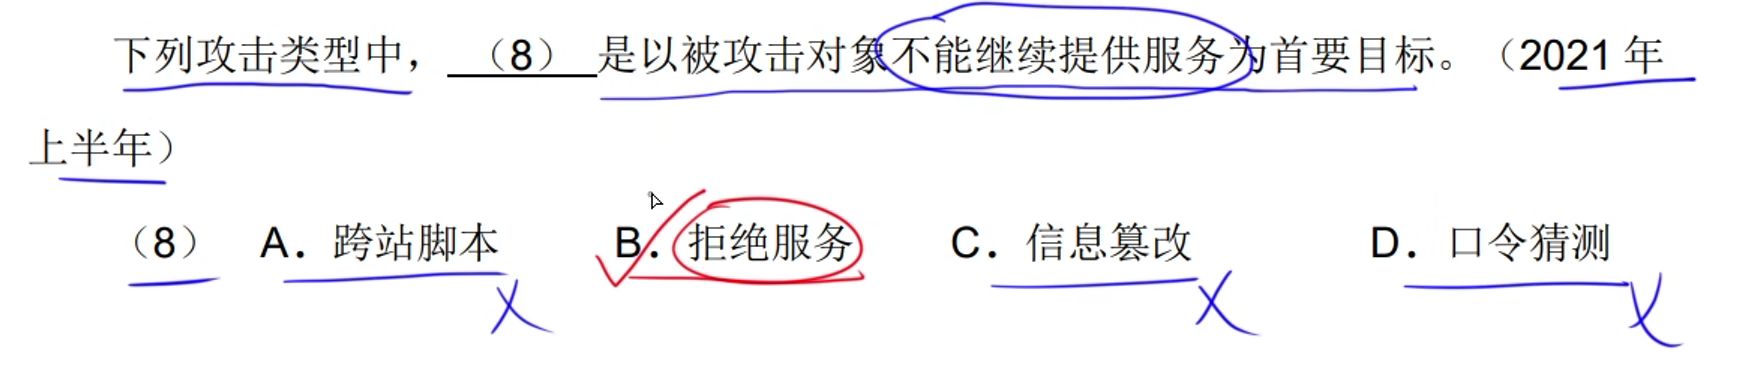 下列攻击类型中，（8）是以被攻击对象不能继续提供服务为首要目标。（2021 年
上半年）
（8） A．跨站脚本 B．拒绝服务 C．信息篡改 D．口令猜测